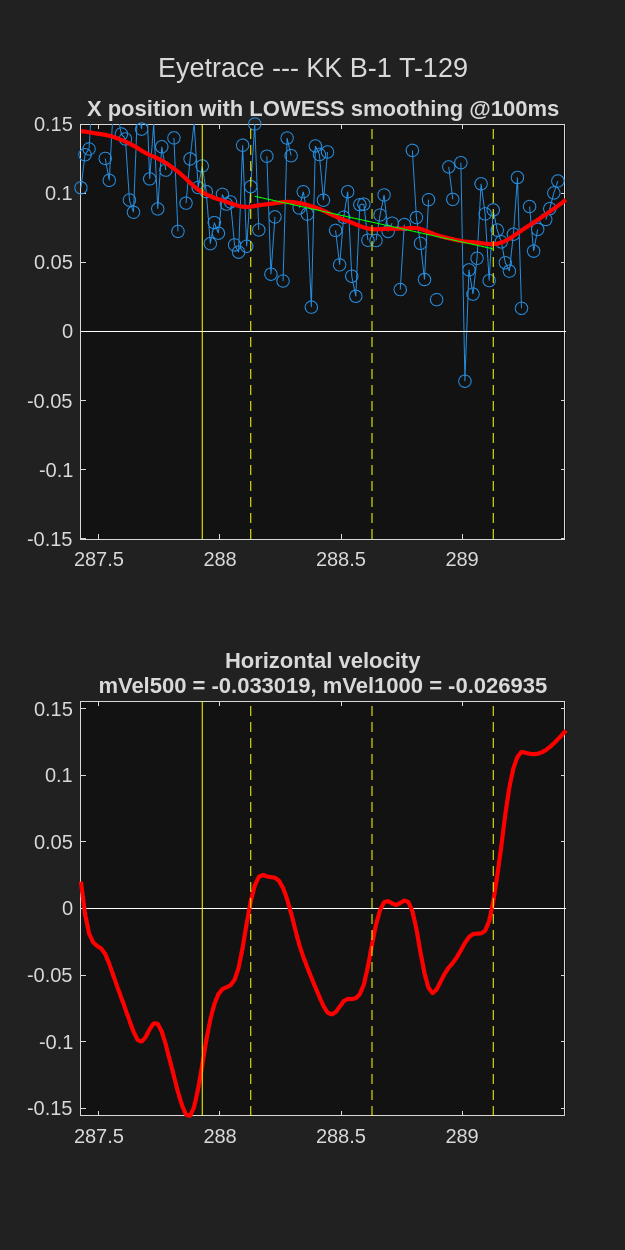 Eyetrace --- KK B-1 T-129
X position with LOWESS smoothing @100ms
0.15
0.1
0.05
0
-0.05
-0.1
-0.15
287.5 288 288.5 289
Horizontal velocity
mVel500 = -0.033019, mVel1000 = -0.026935
0.15
0.1
0.05
0
-0.05
-0.1
-0.15
287.5 288 288.5 289